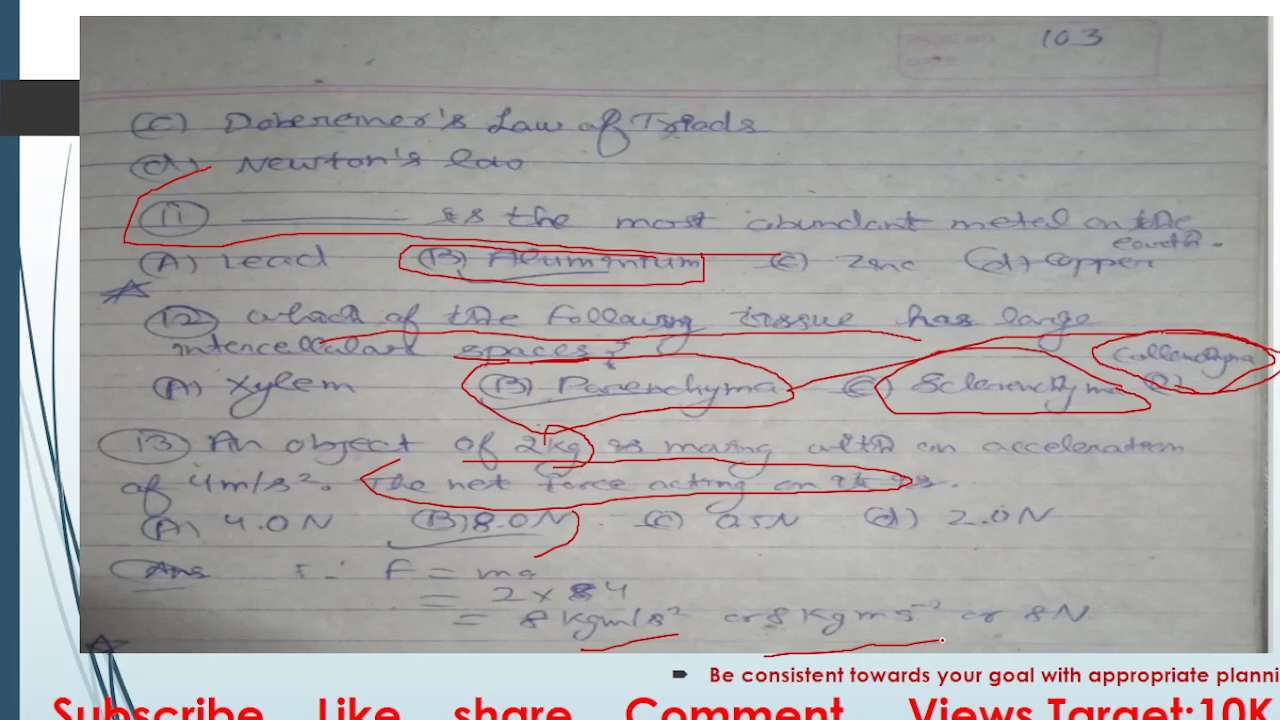 103
(C) Dobereiner's Law of Triads
(d) Newton's law
(11) ________ is the most abundant metal on the earth.
(A) Lead (B) Aluminium (C) Zinc (d) Copper
(12) which of the following tissue has large
intercellular spaces?
Collenchyma
(A) Xylem (B) Parenchyma (C) Sclerenchyma (D)
(13) An object of 2kg is moving with an acceleration
of 4m/s². The net force acting on it is.
(A) 4.0N (B) 8.0N (C) 0.5N (d) 2.0N
Ans ∵ F = ma
= 2 x 4
= 8 kgm/s² or 8 kgms⁻² or 8N
Be consistent towards your goal with appropriate planni
Subscribe Like share Comment Views Target:10K